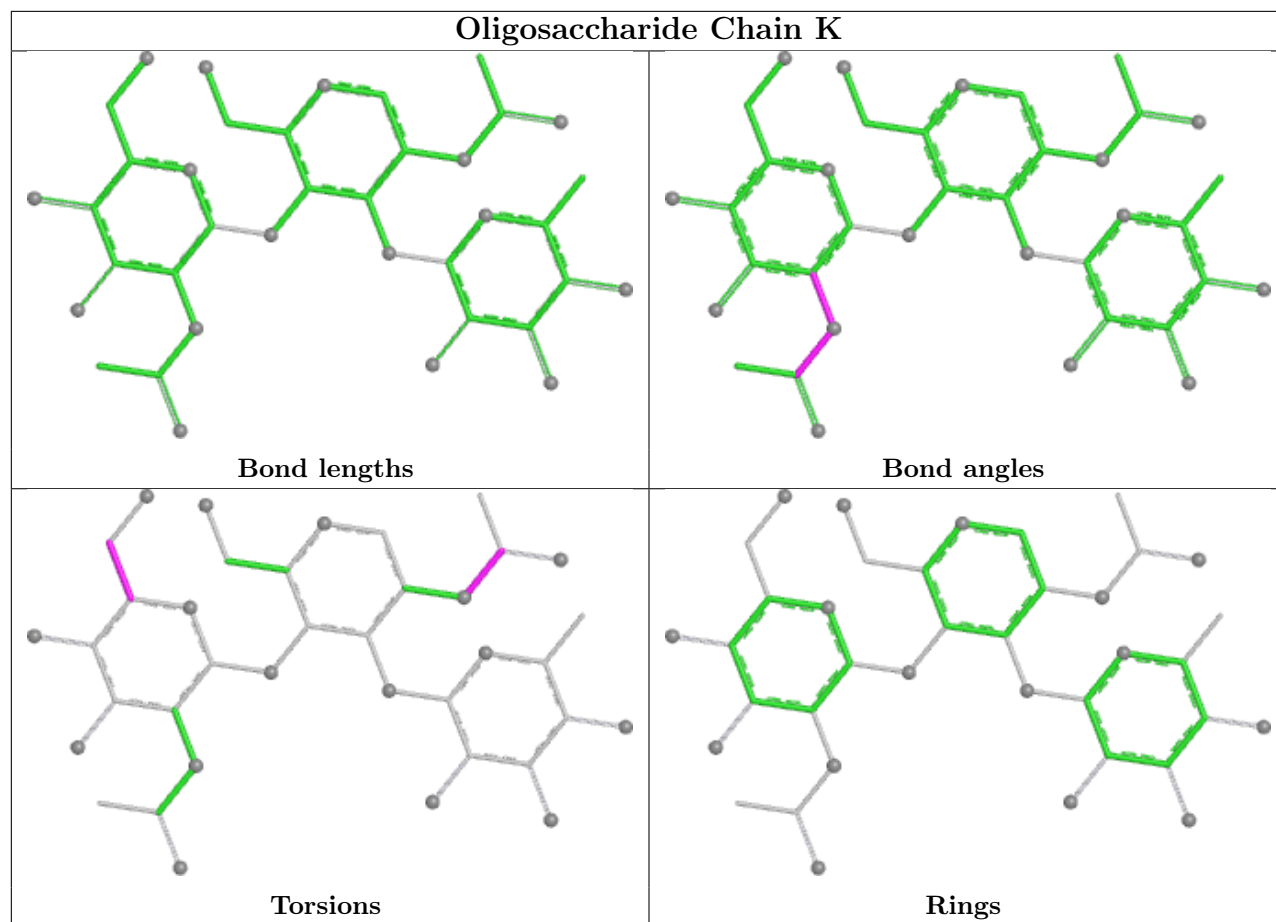 Oligosaccharide Chain K
Bond lengths
Bond angles
Torsions
Rings